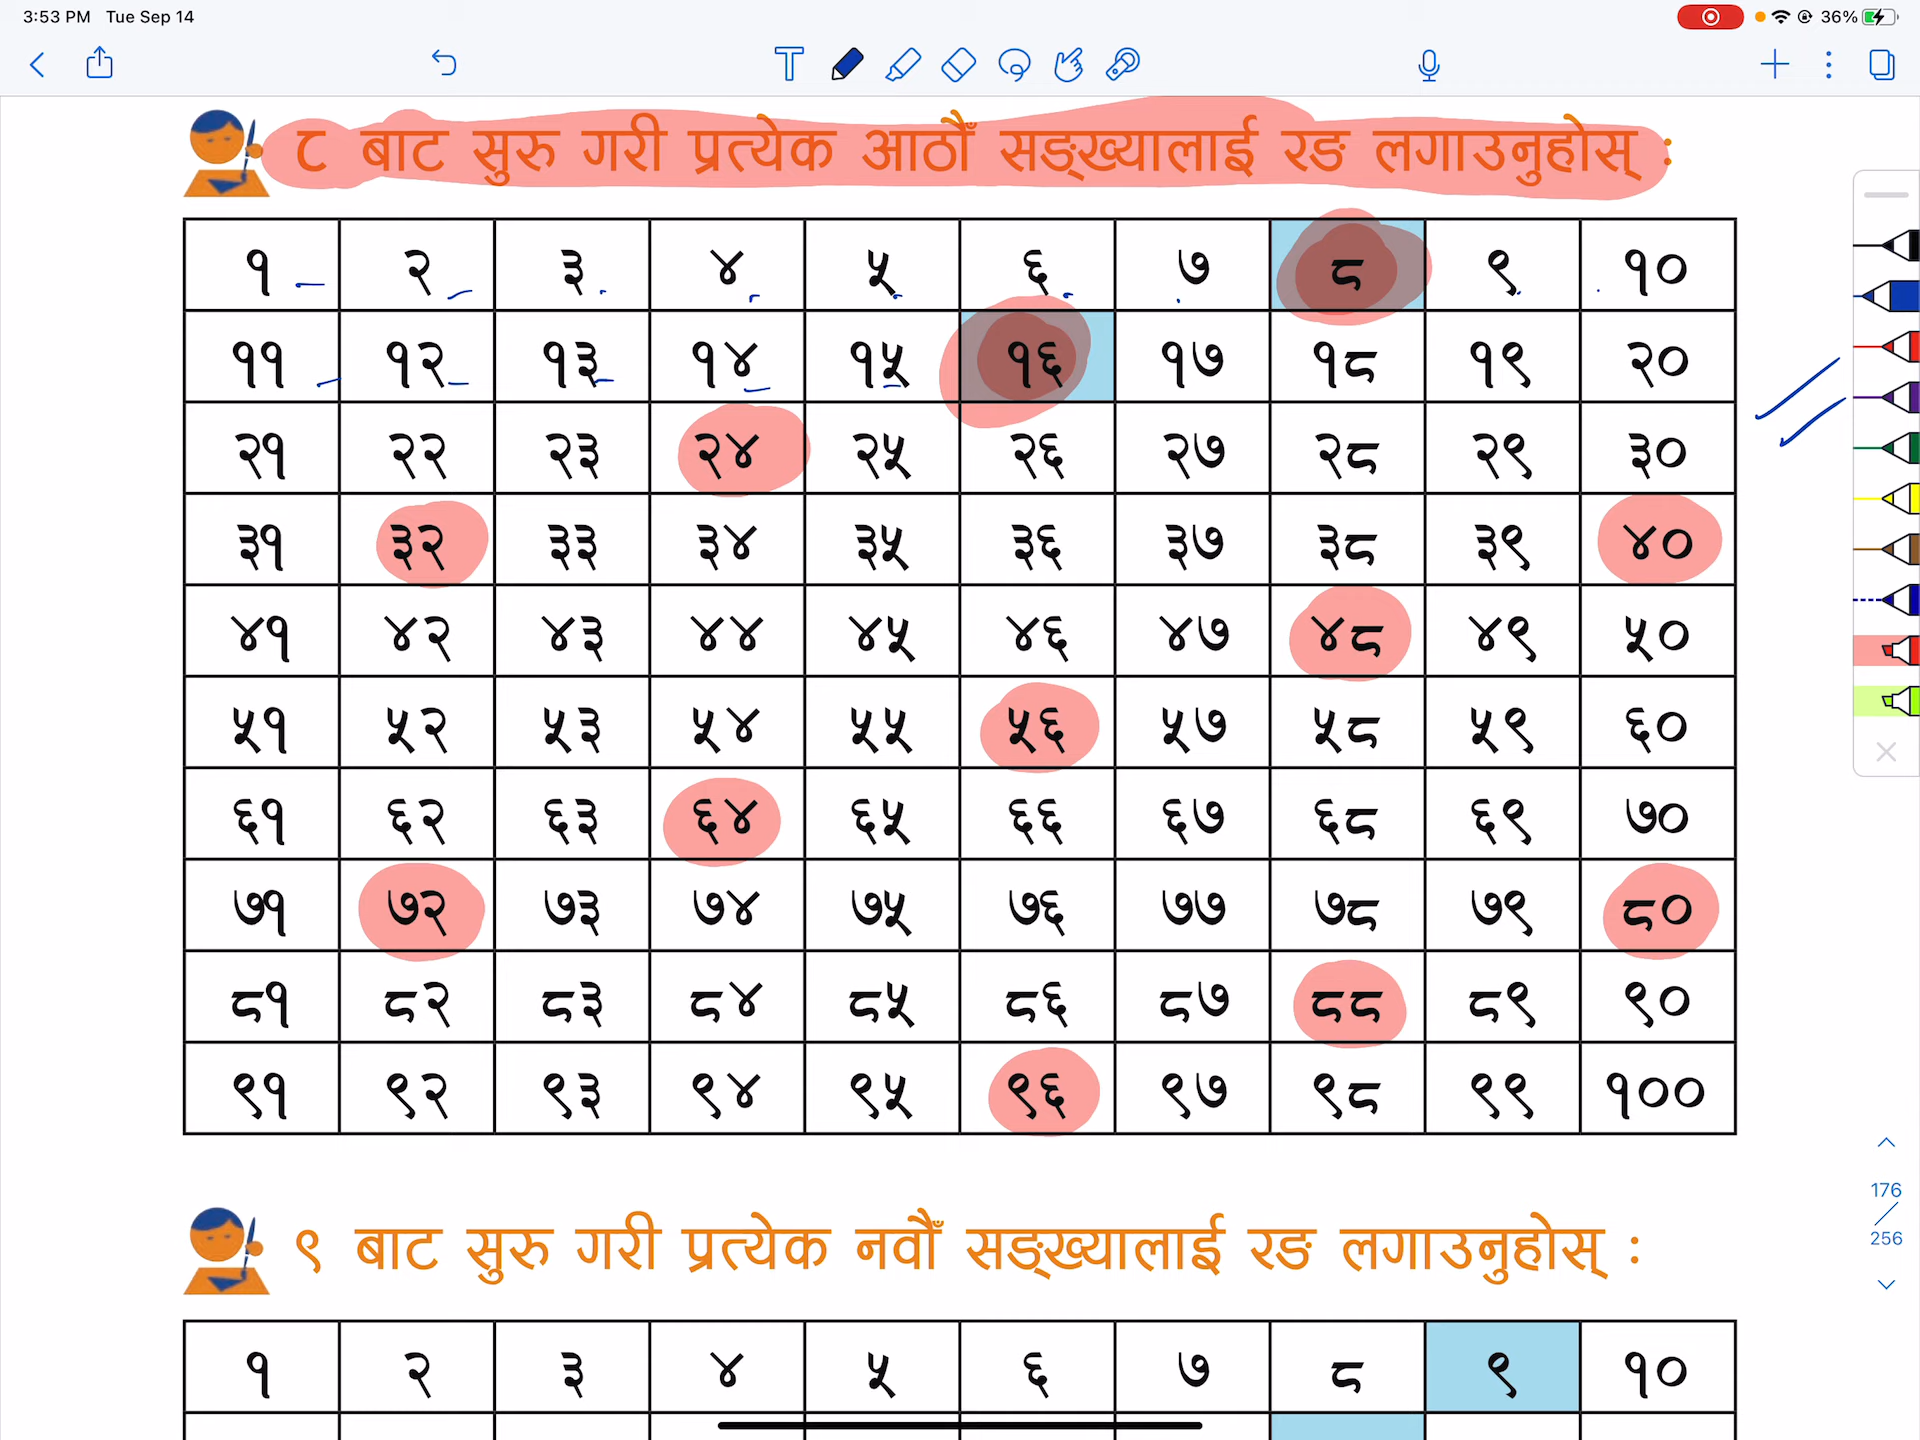 3:53 PM Tue Sep 14 36%
८ बाट सुरु गरी प्रत्येक आठौँ सङ्ख्यालाई रङ लगाउनुहोस् :
१ २ ३ ४ ५ ६ ७ ८ ९ १०
११ १२ १३ १४ १५ १६ १७ १८ १९ २०
२१ २२ २३ २४ २५ २६ २७ २८ २९ ३०
३१ ३२ ३३ ३४ ३५ ३६ ३७ ३८ ३९ ४०
४१ ४२ ४३ ४४ ४५ ४६ ४७ ४८ ४९ ५०
५१ ५२ ५३ ५४ ५५ ५६ ५७ ५८ ५९ ६०
६१ ६२ ६३ ६४ ६५ ६६ ६७ ६८ ६९ ७०
७१ ७२ ७३ ७४ ७५ ७६ ७७ ७८ ७९ ८०
८१ ८२ ८३ ८४ ८५ ८६ ८७ ८८ ८९ ९०
९१ ९२ ९३ ९४ ९५ ९६ ९७ ९८ ९९ १००
176
/
256
९ बाट सुरु गरी प्रत्येक नवौँ सङ्ख्यालाई रङ लगाउनुहोस् :
१ २ ३ ४ ५ ६ ७ ८ ९ १०